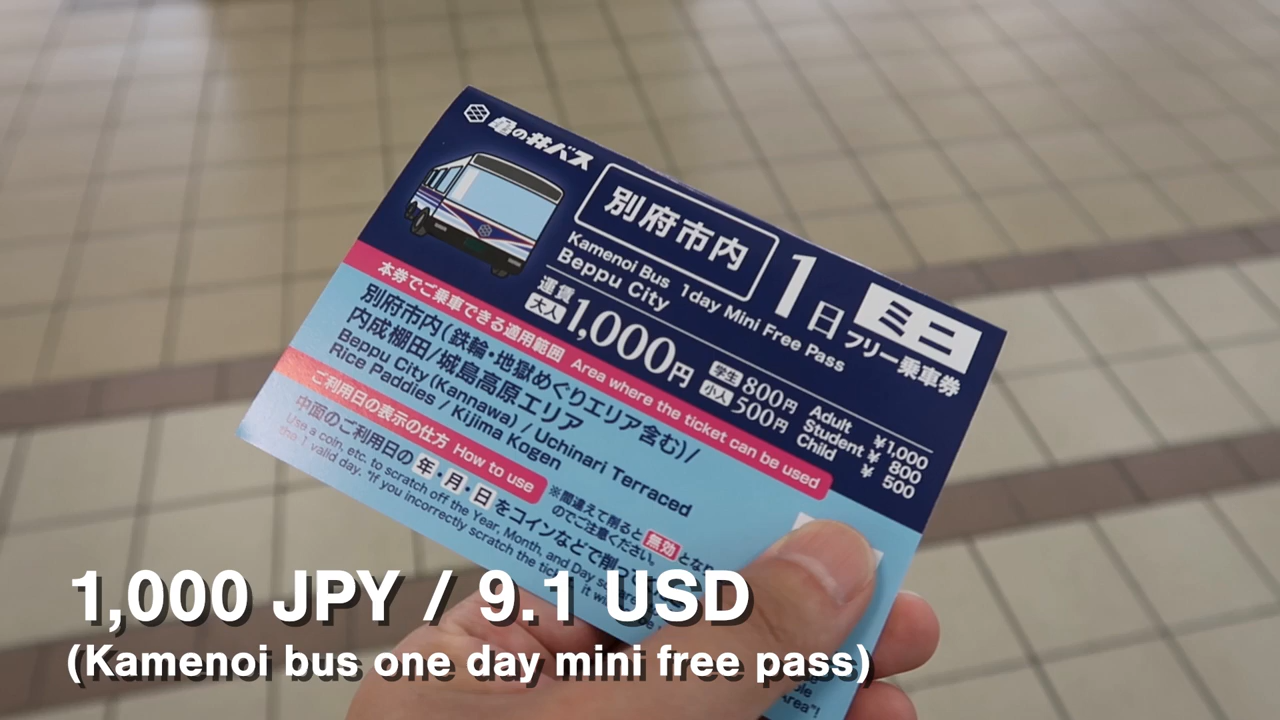 亀の井バス
別府市内
1日
ミニ
フリー乗車券
Kamenoi Bus 1day Mini Free Pass
Beppu City
運賃
大人 1,000円
学生 800円
小人 500円
Adult ¥1,000
Student ¥ 800
Child ¥ 500
本券でご乗車できる適用範囲 Area where the ticket can be used
別府市内(鉄輪・地獄めぐりエリア含む)/
内成棚田/城島高原エリア
Beppu City(Kannawa) / Uchinari Terraced
Rice Paddies / Kijima Kogen
ご利用日の表示の仕方 How to use
中面のご利用日の 年・月・日 をコインなどで削っ
Use a coin, etc. to scratch off the Year, Month, and Day
the 1 valid day. *If you incorrectly scratch the
※間違えて削ると 無効 とな
のでご注意ください。
1,000 JPY / 9.1 USD
(Kamenoi bus one day mini free pass)